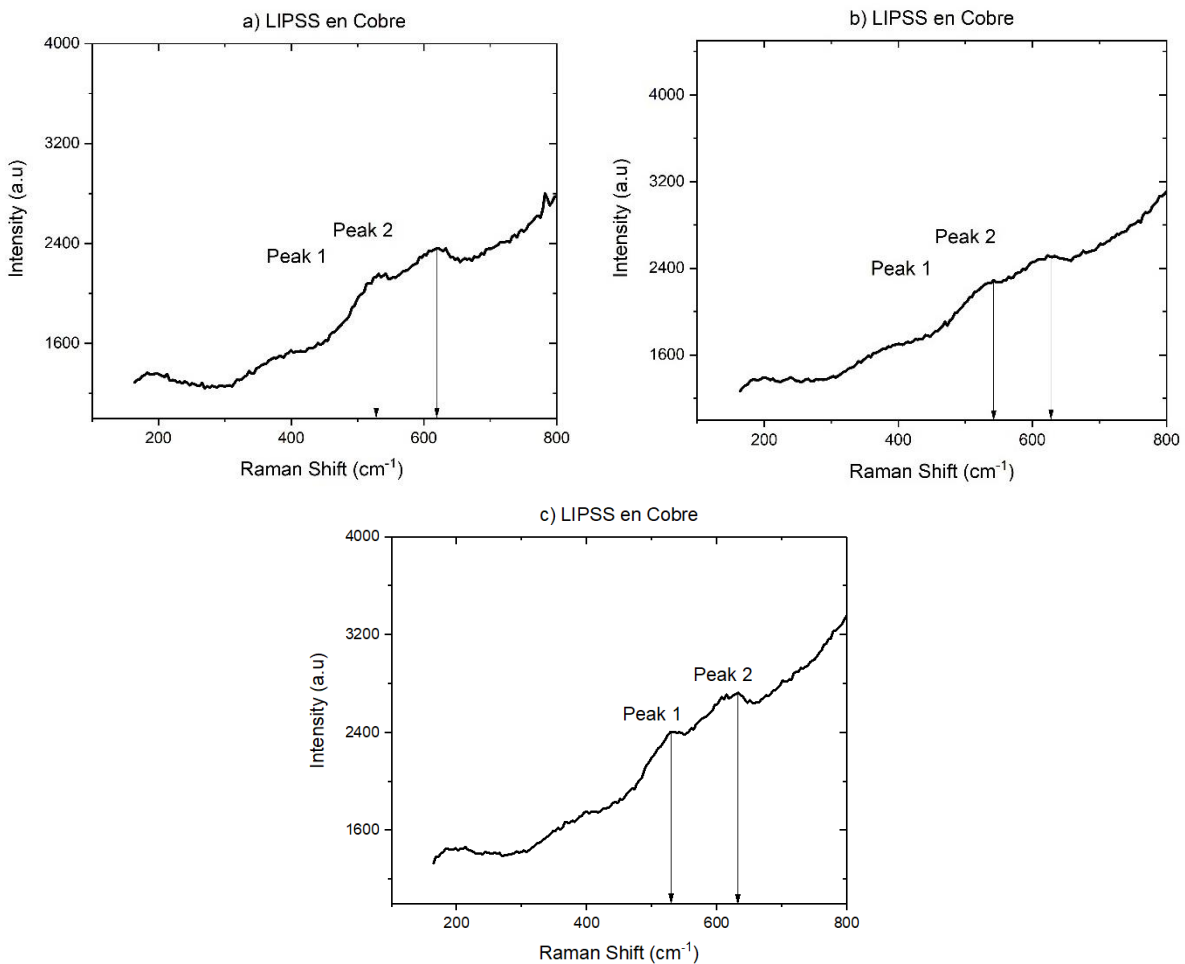 a) LIPSS en Cobre
4000
3200
2400
1600
Intensity (a.u)
Peak 1
Peak 2
200 400 600 800
Raman Shift (cm⁻¹)
b) LIPSS en Cobre
4000
3200
2400
1600
Intensity (a.u)
Peak 1
Peak 2
200 400 600 800
Raman Shift (cm⁻¹)
c) LIPSS en Cobre
4000
3200
2400
1600
Intensity (a.u)
Peak 1
Peak 2
200 400 600 800
Raman Shift (cm⁻¹)